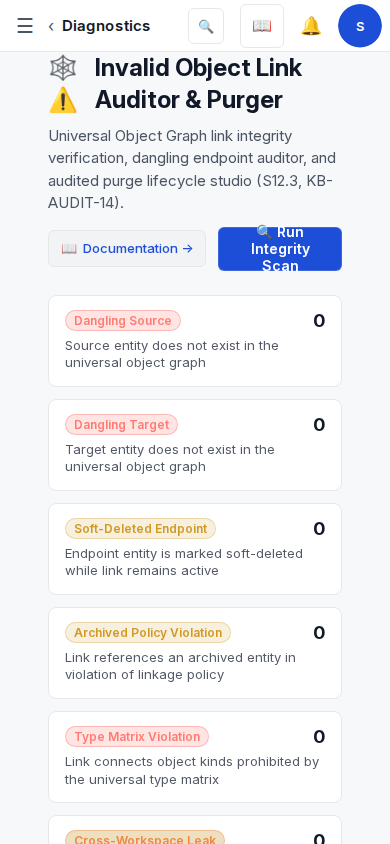 Diagnostics
S
Invalid Object Link
Auditor & Purger
Universal Object Graph link integrity
verification, dangling endpoint auditor, and
audited purge lifecycle studio (S12.3, KB-
AUDIT-14).
Documentation →
Run
Integrity
Scan
Dangling Source 0
Source entity does not exist in the
universal object graph
Dangling Target 0
Target entity does not exist in the
universal object graph
Soft-Deleted Endpoint 0
Endpoint entity is marked soft-deleted
while link remains active
Archived Policy Violation 0
Link references an archived entity in
violation of linkage policy
Type Matrix Violation 0
Link connects object kinds prohibited by
the universal type matrix
Cross-Workspace Leak 0